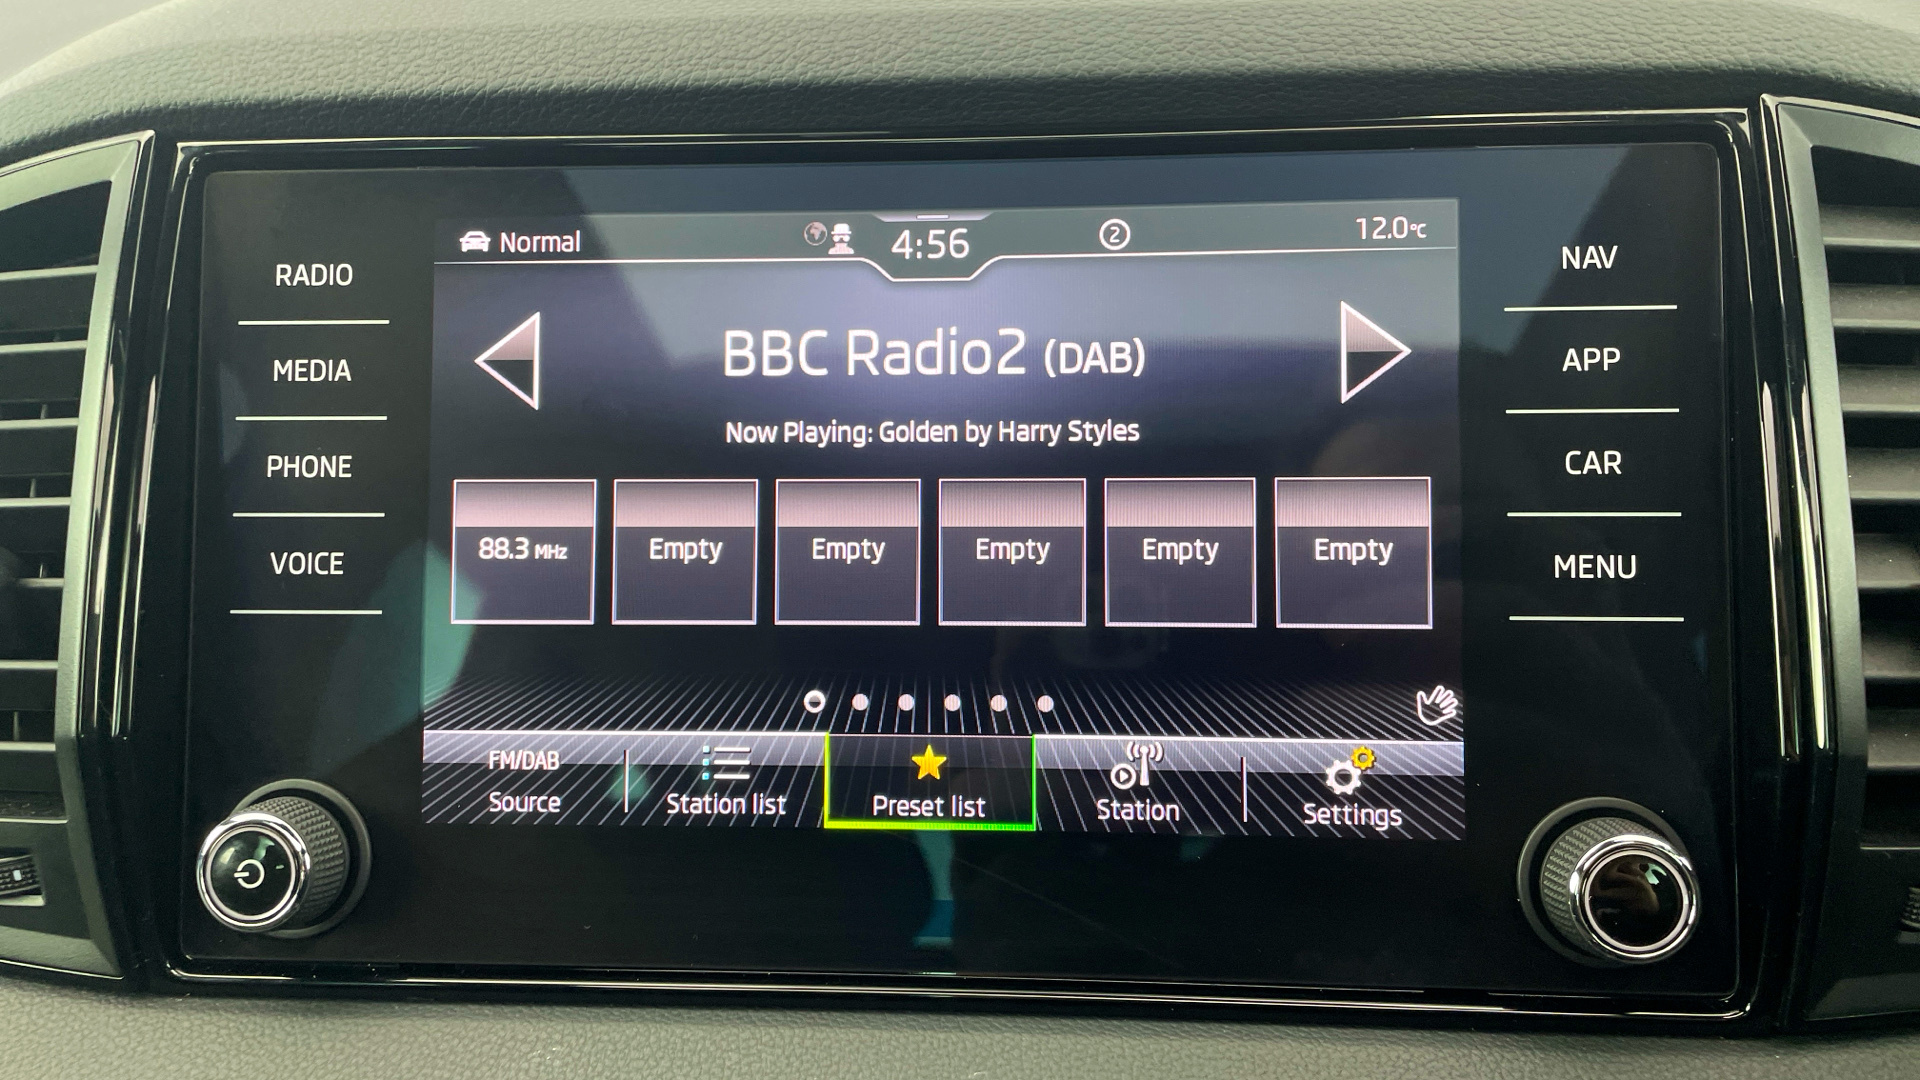 Normal
4:56
2
12.0°C
RADIO
MEDIA
PHONE
VOICE
BBC Radio2 (DAB)
Now Playing: Golden by Harry Styles
88.3 MHz
Empty
Empty
Empty
Empty
Empty
FM/DAB
Source
Station list
Preset list
Station
Settings
NAV
APP
CAR
MENU